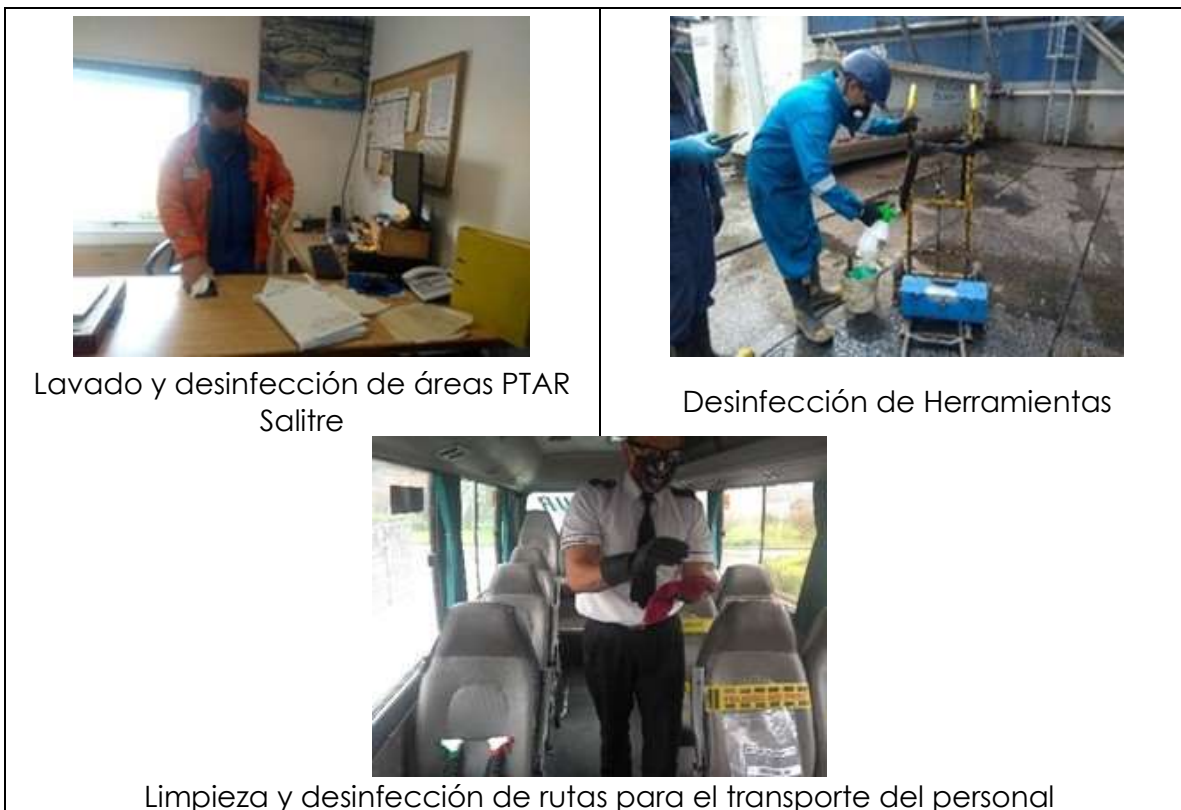 Lavado y desinfección de áreas PTAR
Salitre
Desinfección de Herramientas
Limpieza y desinfección de rutas para el transporte del personal